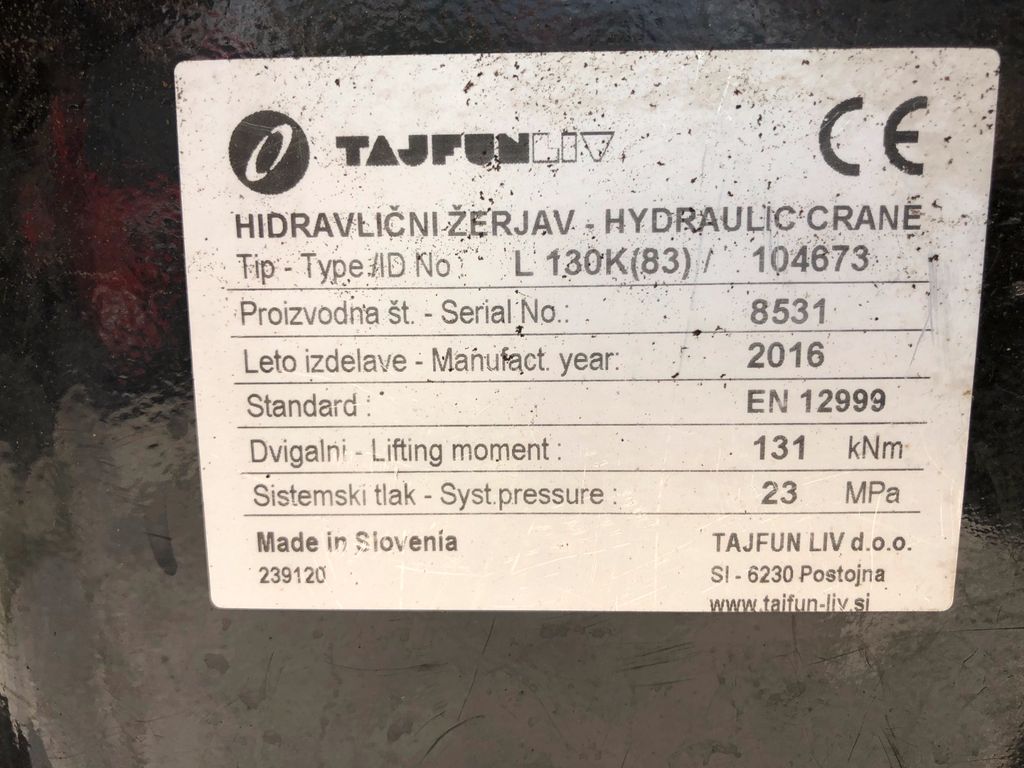 TAJFUNLIV CE
HIDRAVLIČNI ŽERJAV - HYDRAULIC CRANE
Tip - Type /ID No : L 130K(83) / 104673
Proizvodna št. - Serial No.: 8531
Leto izdelave - Manufact. year: 2016
Standard : EN 12999
Dvigalni - Lifting moment : 131 kNm
Sistemski tlak - Syst.pressure : 23 MPa
Made in Slovenia TAJFUN LIV d.o.o.
239120 SI - 6230 Postojna
www.tajfun-liv.si